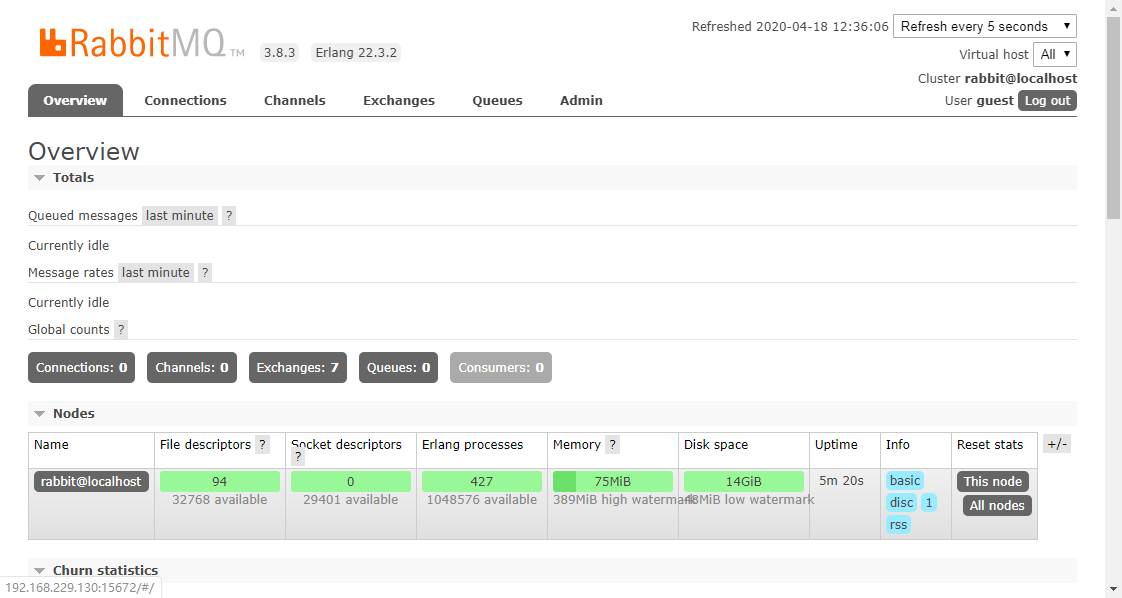 RabbitMQ TM 3.8.3 Erlang 22.3.2
Refreshed 2020-04-18 12:36:06 Refresh every 5 seconds
Virtual host All
Cluster rabbit@localhost
User guest Log out
Overview Connections Channels Exchanges Queues Admin
Overview
Totals
Queued messages last minute ?
Currently idle
Message rates last minute ?
Currently idle
Global counts ?
Connections: 0 Channels: 0 Exchanges: 7 Queues: 0 Consumers: 0
Nodes
Name File descriptors ? Socket descriptors ? Erlang processes Memory ? Disk space Uptime Info Reset stats +/-
rabbit@localhost 94 0 427 75MiB 14GiB 5m 20s basic This node
32768 available 29401 available 1048576 available 389MiB high watermark 48MiB low watermark disc 1 All nodes
rss
Churn statistics
192.168.229.130:15672/#/